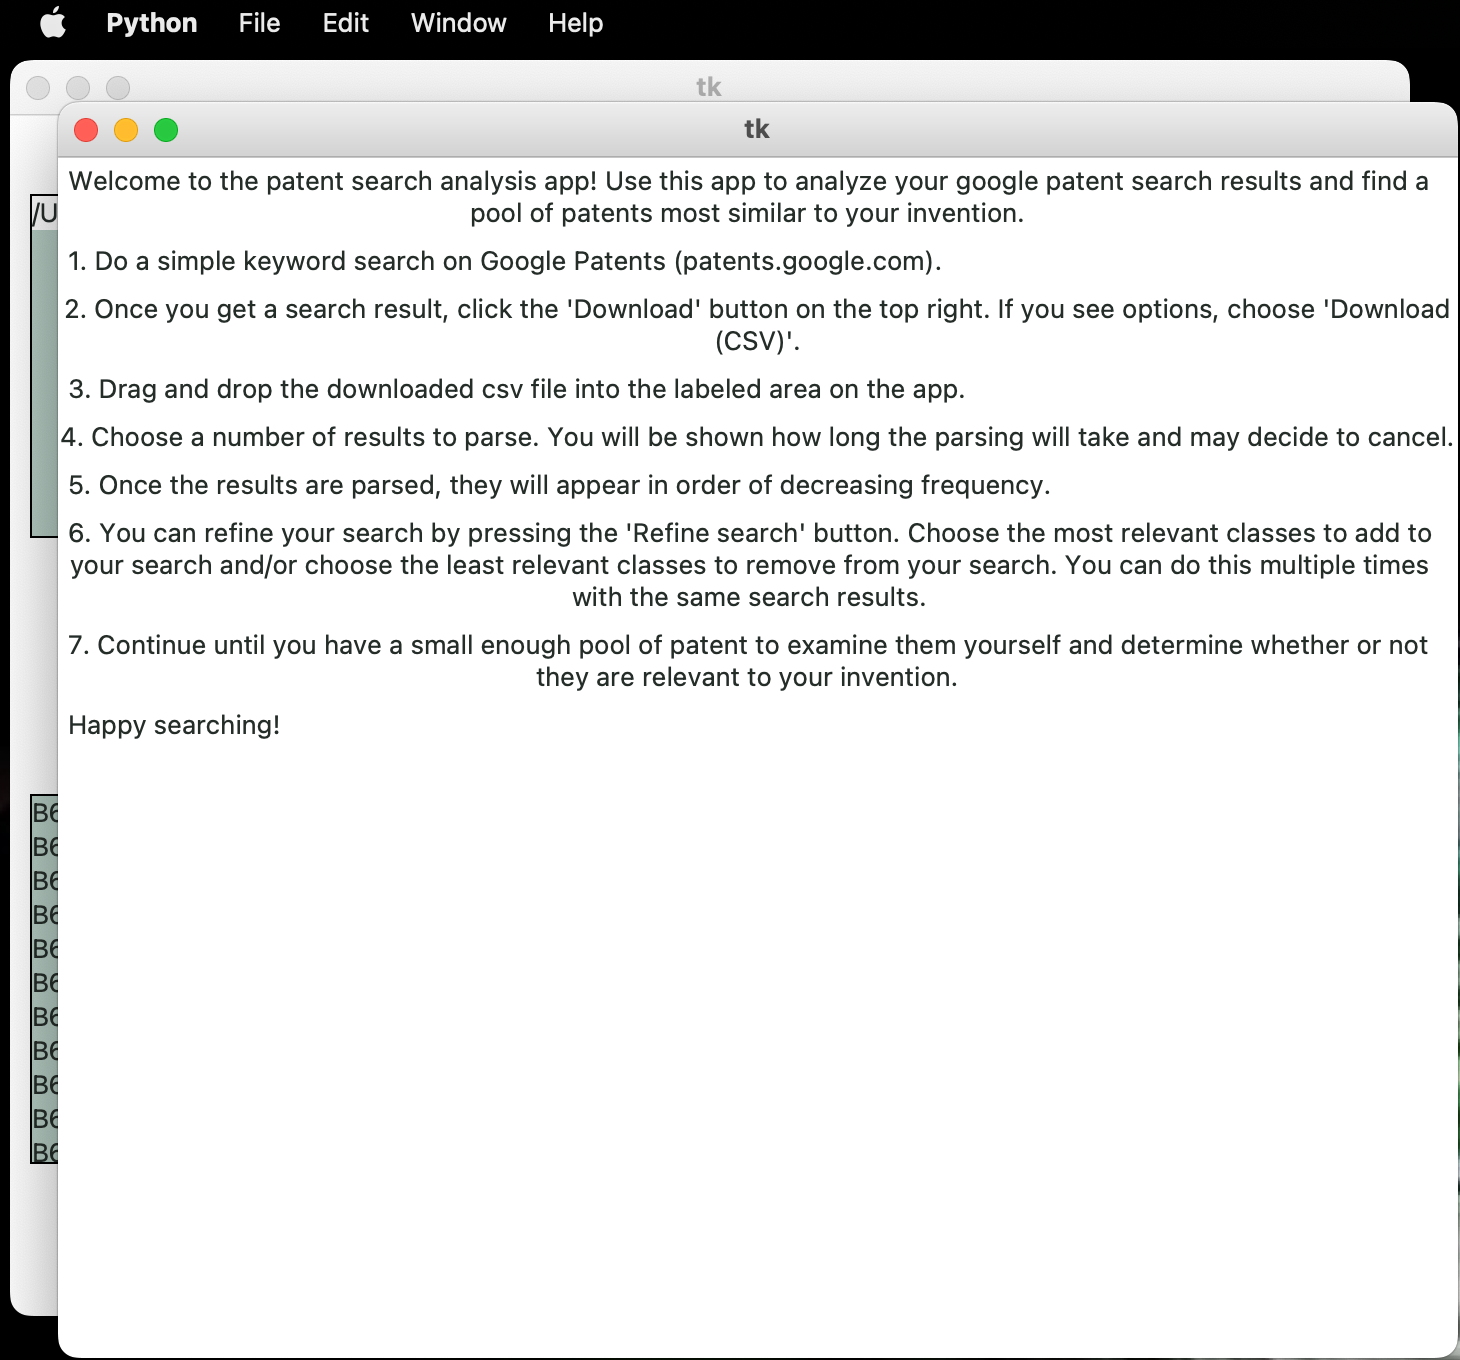 Python File Edit Window Help
tk
tk
/U
Welcome to the patent search analysis app! Use this app to analyze your google patent search results and find a
pool of patents most similar to your invention.
1. Do a simple keyword search on Google Patents (patents.google.com).
2. Once you get a search result, click the 'Download' button on the top right. If you see options, choose 'Download
(CSV)'.
3. Drag and drop the downloaded csv file into the labeled area on the app.
4. Choose a number of results to parse. You will be shown how long the parsing will take and may decide to cancel.
5. Once the results are parsed, they will appear in order of decreasing frequency.
6. You can refine your search by pressing the 'Refine search' button. Choose the most relevant classes to add to
your search and/or choose the least relevant classes to remove from your search. You can do this multiple times
with the same search results.
7. Continue until you have a small enough pool of patent to examine them yourself and determine whether or not
they are relevant to your invention.
Happy searching!
B6
B6
B6
B6
B6
B6
B6
B6
B6
B6
B6